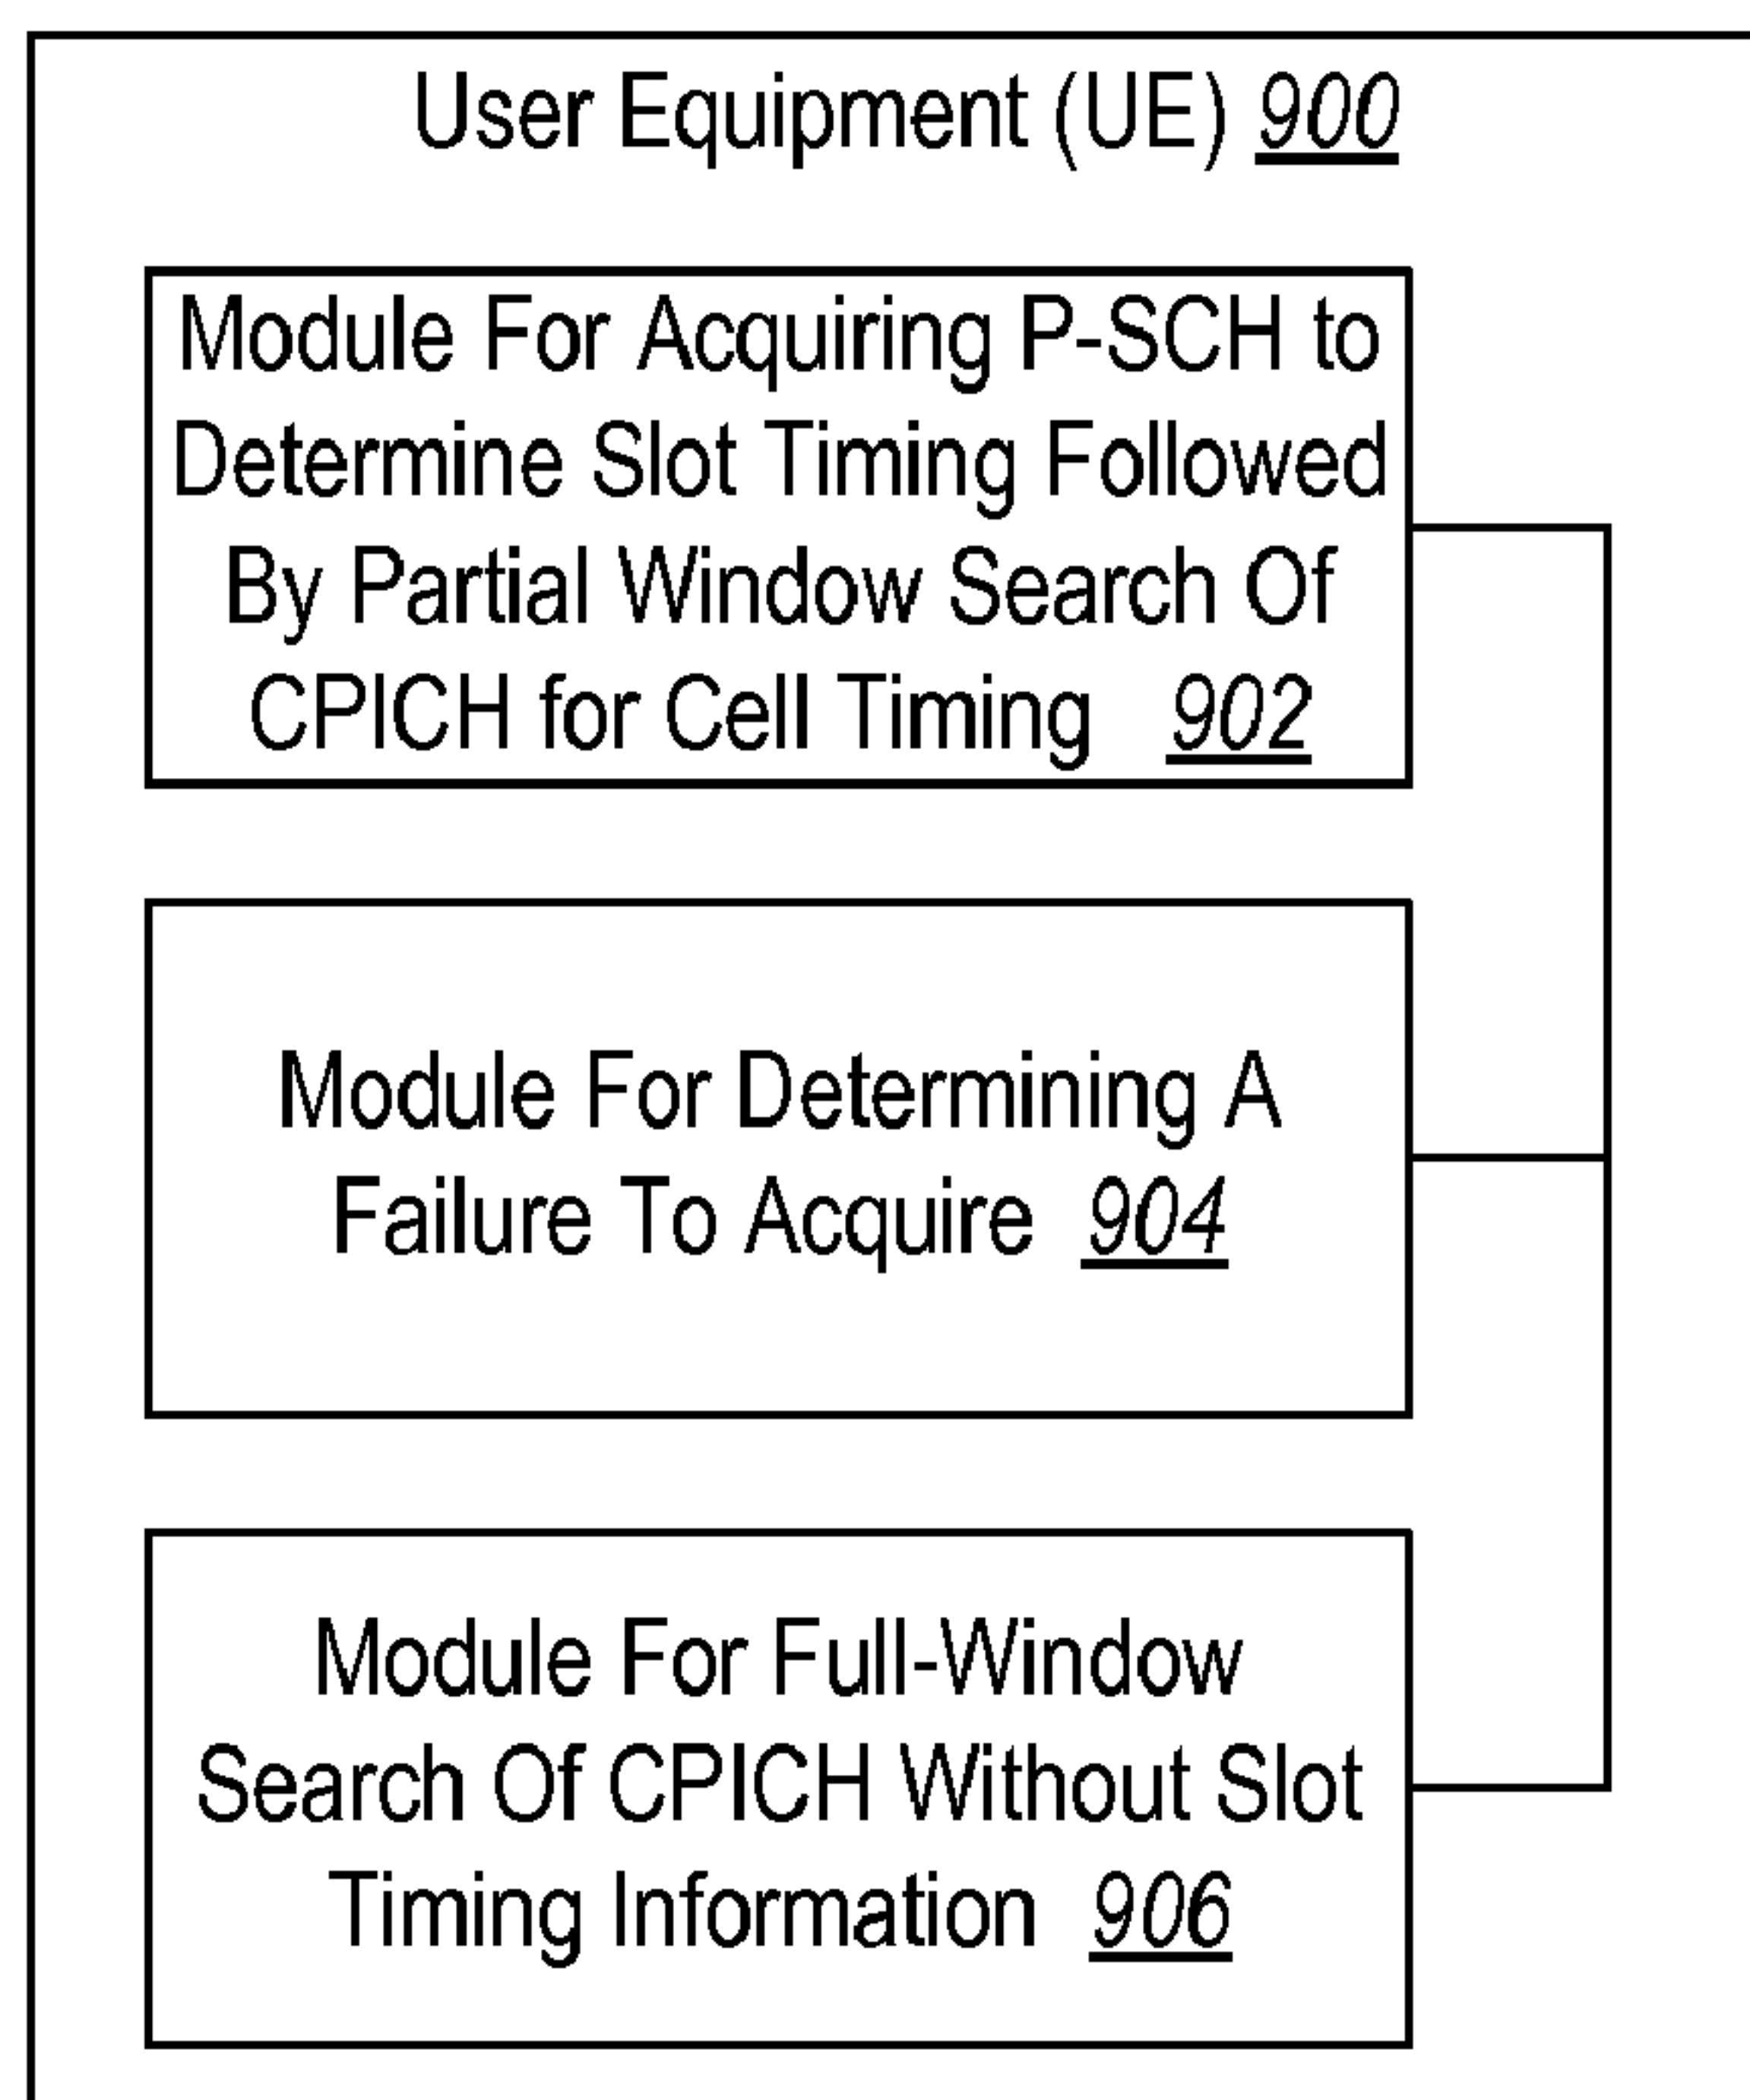 User Equipment (UE) 900
Module For Acquiring P-SCH to
Determine Slot Timing Followed
By Partial Window Search Of
CPICH for Cell Timing 902
Module For Determining A
Failure To Acquire 904
Module For Full-Window
Search Of CPICH Without Slot
Timing Information 906